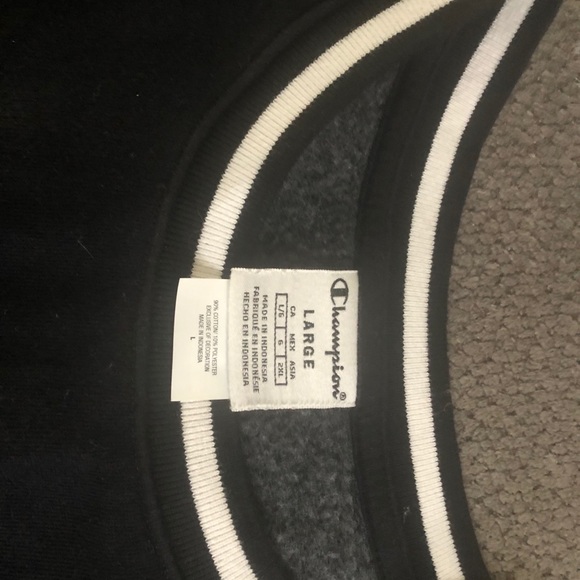 Champion®
LARGE
CA MEX ASIA
L/G G 2XL
MADE IN INDONESIA
FABRIQUÉ EN INDONÉSIE
HECHO EN INDONESIA
90% COTTON 10% POLYESTER
EXCLUSIVE OF DECORATION
MADE IN INDONESIA
L